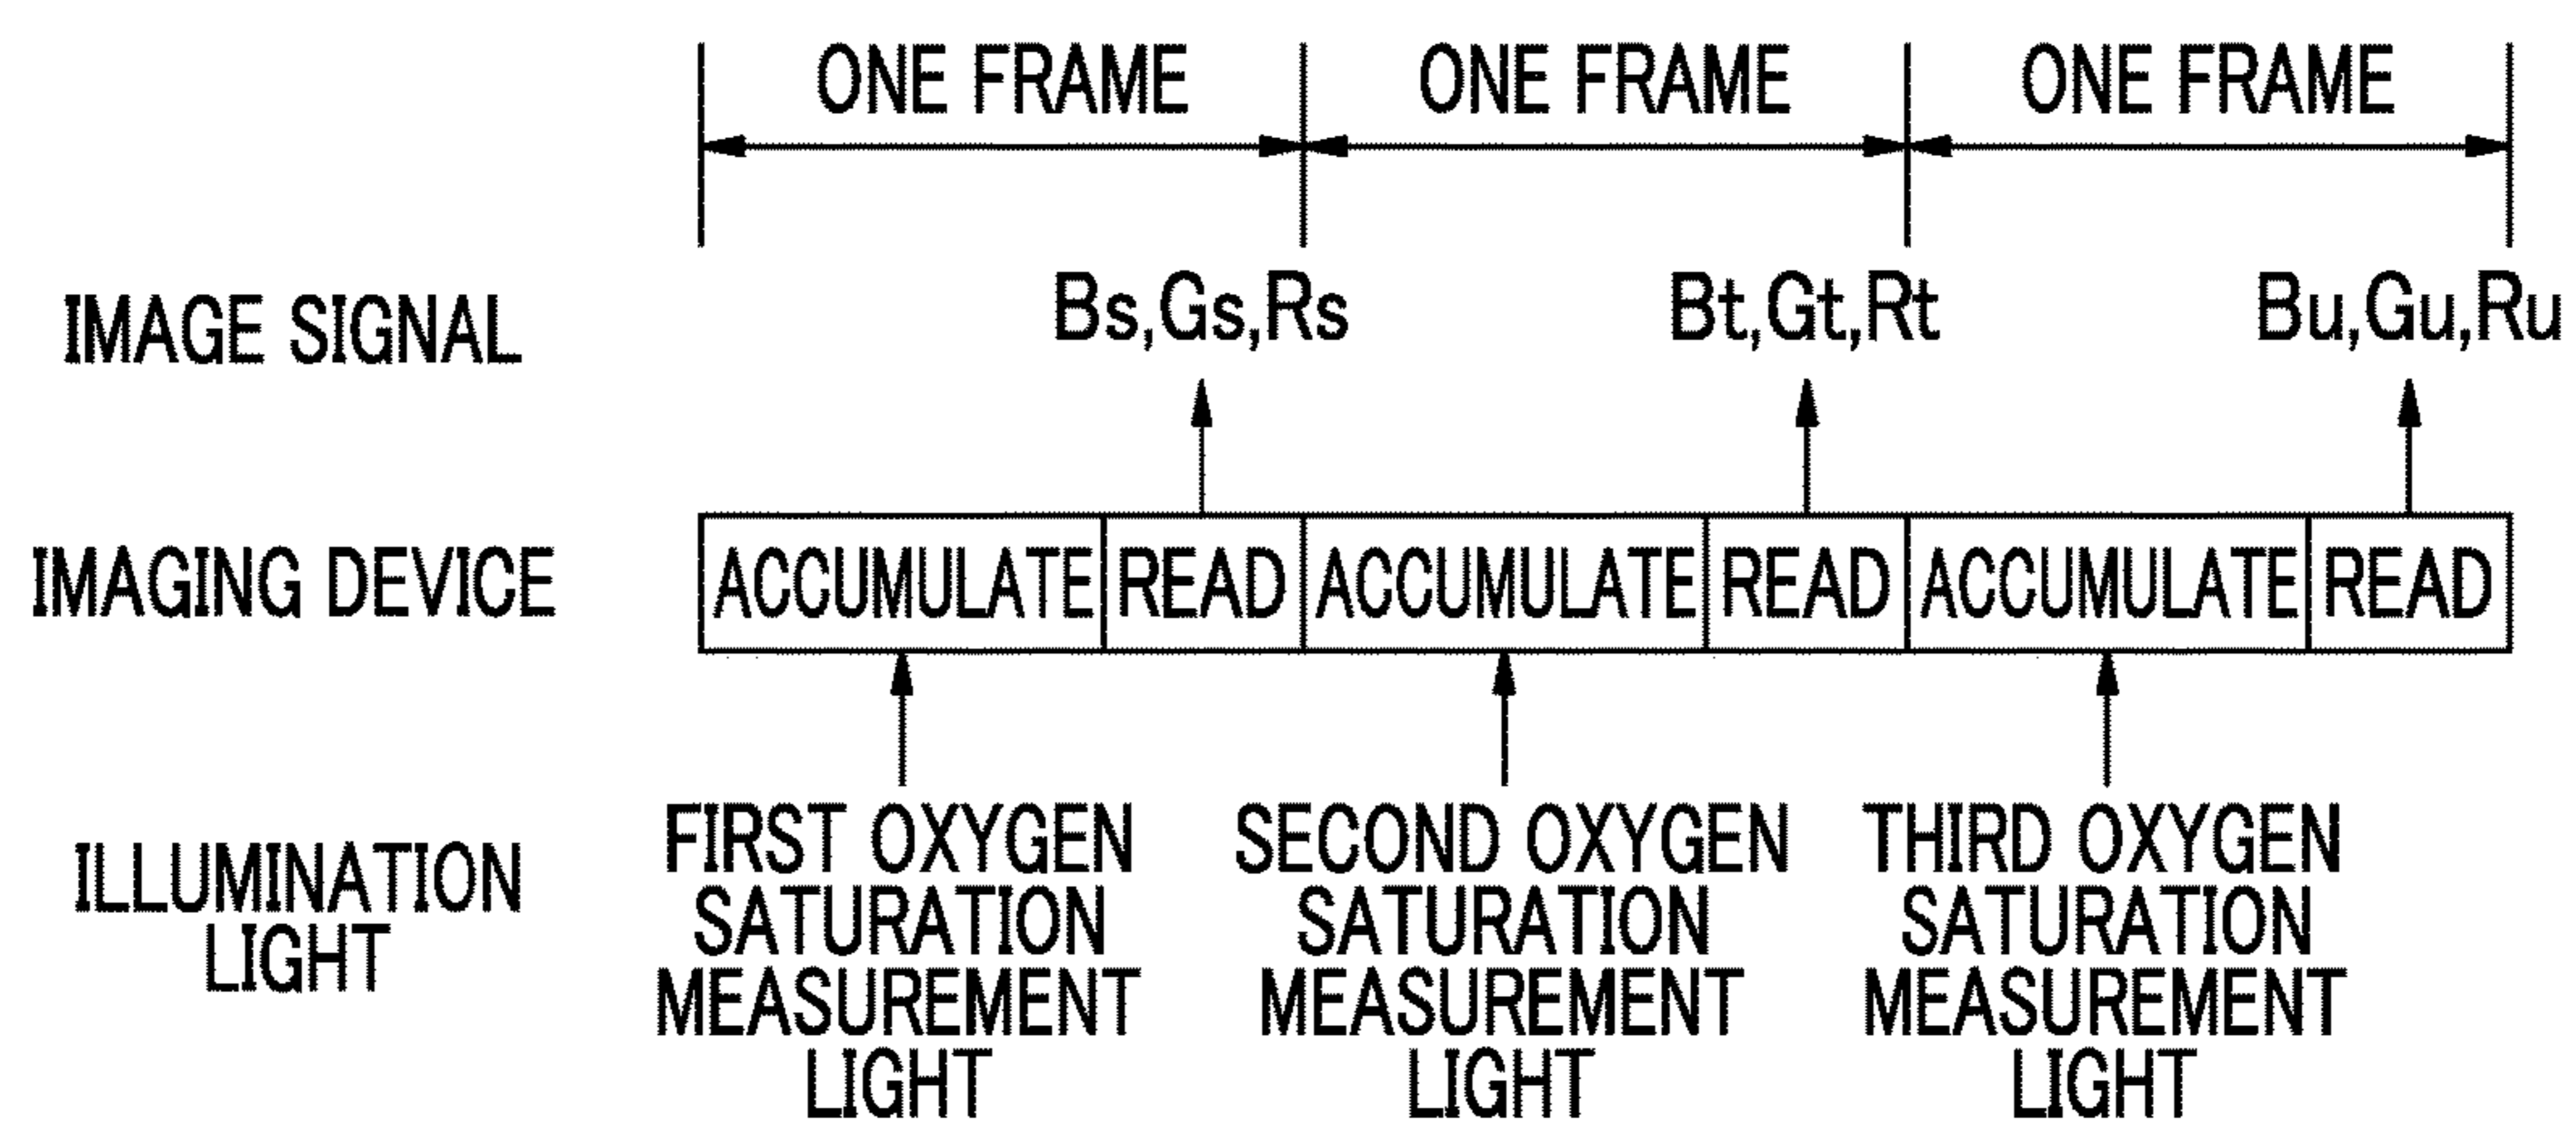 ONE FRAME ONE FRAME ONE FRAME
IMAGE SIGNAL Bs,Gs,Rs Bt,Gt,Rt Bu,Gu,Ru
IMAGING DEVICE ACCUMULATE READ ACCUMULATE READ ACCUMULATE READ
ILLUMINATION
LIGHT
FIRST OXYGEN
SATURATION
MEASUREMENT
LIGHT
SECOND OXYGEN
SATURATION
MEASUREMENT
LIGHT
THIRD OXYGEN
SATURATION
MEASUREMENT
LIGHT